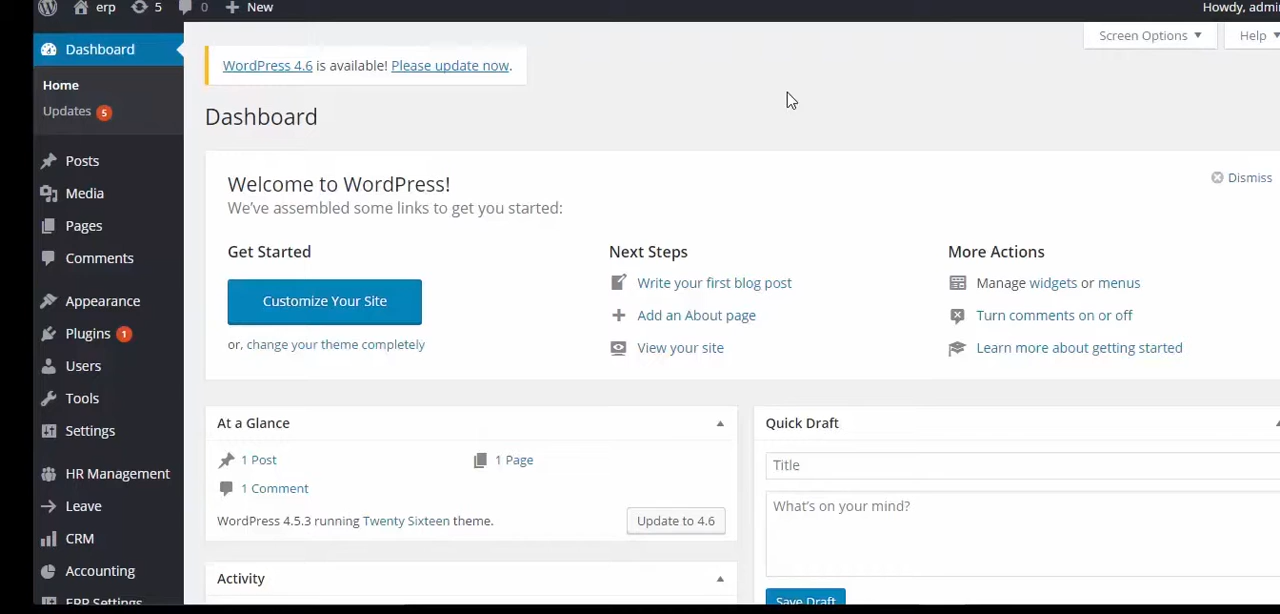 erp 5 0 New Howdy, admi
Dashboard
Home
Updates 5
Posts
Media
Pages
Comments
Appearance
Plugins 1
Users
Tools
Settings
HR Management
Leave
CRM
Accounting
ERP Settings
Screen Options Help
WordPress 4.6 is available! Please update now.
Dashboard
Welcome to WordPress!
Dismiss
We've assembled some links to get you started:
Get Started
Customize Your Site
or, change your theme completely
Next Steps
Write your first blog post
Add an About page
View your site
More Actions
Manage widgets or menus
Turn comments on or off
Learn more about getting started
At a Glance
1 Post 1 Page
1 Comment
WordPress 4.5.3 running Twenty Sixteen theme. Update to 4.6
Activity
Quick Draft
Title
What's on your mind?
Save Draft